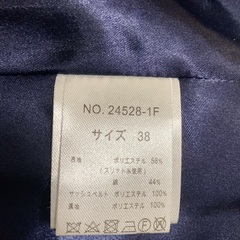 NO. 24528-1F
サイズ 38
表地 ポリエステル 56%
(スリット糸使用)
綿 44%
サッシュベルト ポリエステル 100%
裏地 ポリエステル 100%